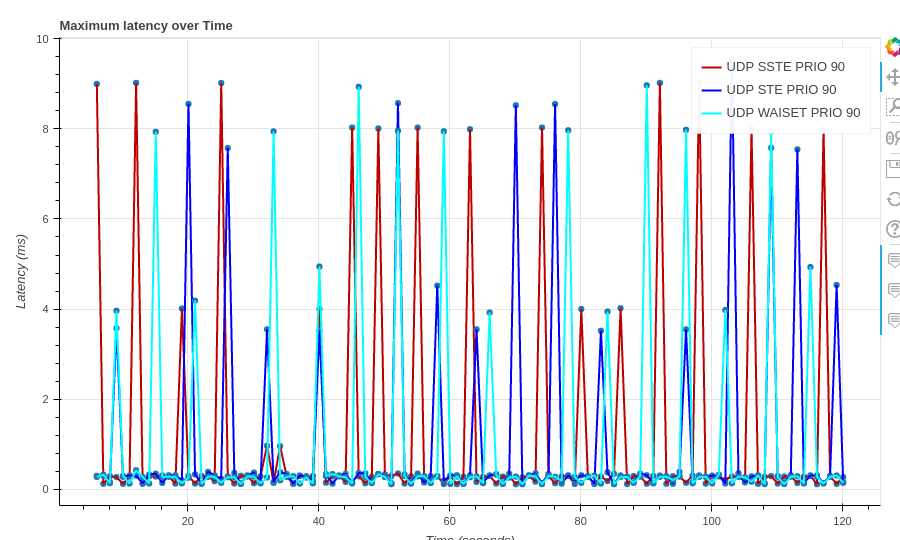 Maximum latency over Time
10
8
6
4
2
0
Latency (ms)
UDP SSTE PRIO 90
UDP STE PRIO 90
UDP WAISET PRIO 90
20
40
60
80
100
120
Time (seconds)